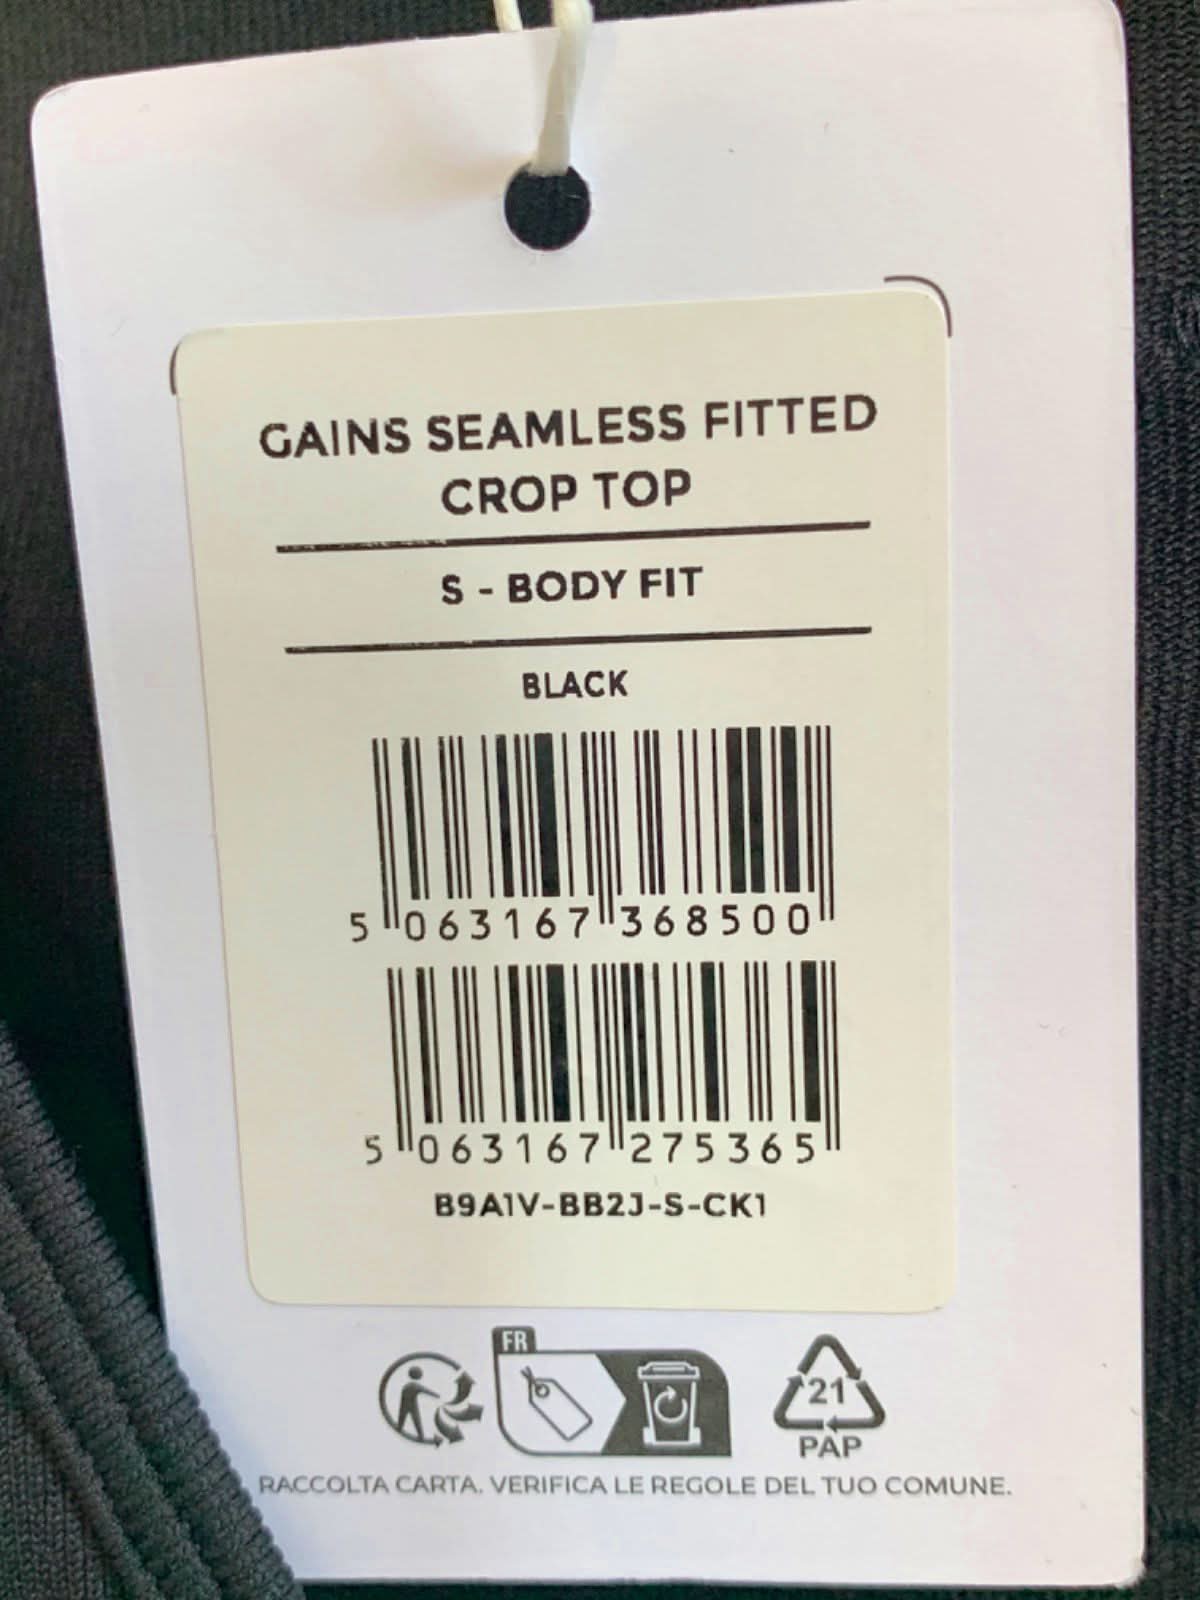 GAINS SEAMLESS FITTED
CROP TOP
S - BODY FIT
BLACK
5 063167 368500
5 063167 275365
B9A1V-BB2J-S-CK1
FR
21
PAP
RACCOLTA CARTA. VERIFICA LE REGOLE DEL TUO COMUNE.